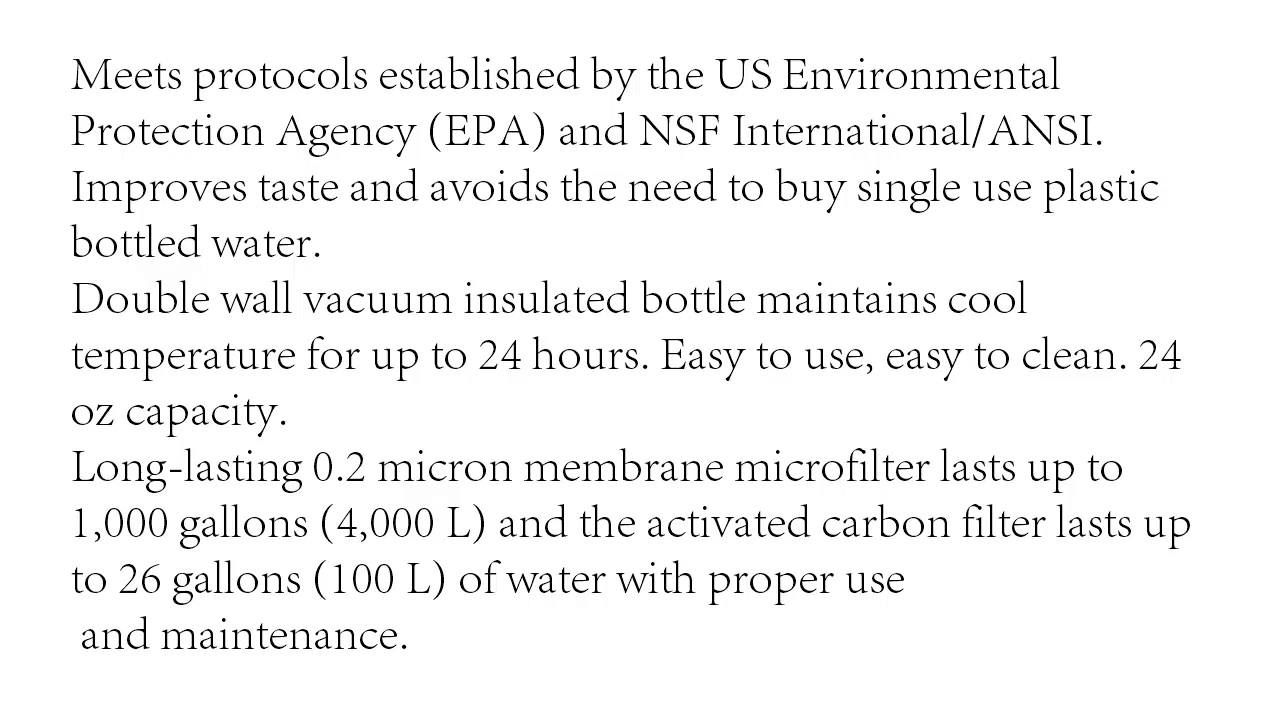 Meets protocols established by the US Environmental
Protection Agency (EPA) and NSF International/ANSI.
Improves taste and avoids the need to buy single use plastic
bottled water.
Double wall vacuum insulated bottle maintains cool
temperature for up to 24 hours. Easy to use, easy to clean. 24
oz capacity.
Long-lasting 0.2 micron membrane microfilter lasts up to
1,000 gallons (4,000 L) and the activated carbon filter lasts up
to 26 gallons (100 L) of water with proper use
and maintenance.